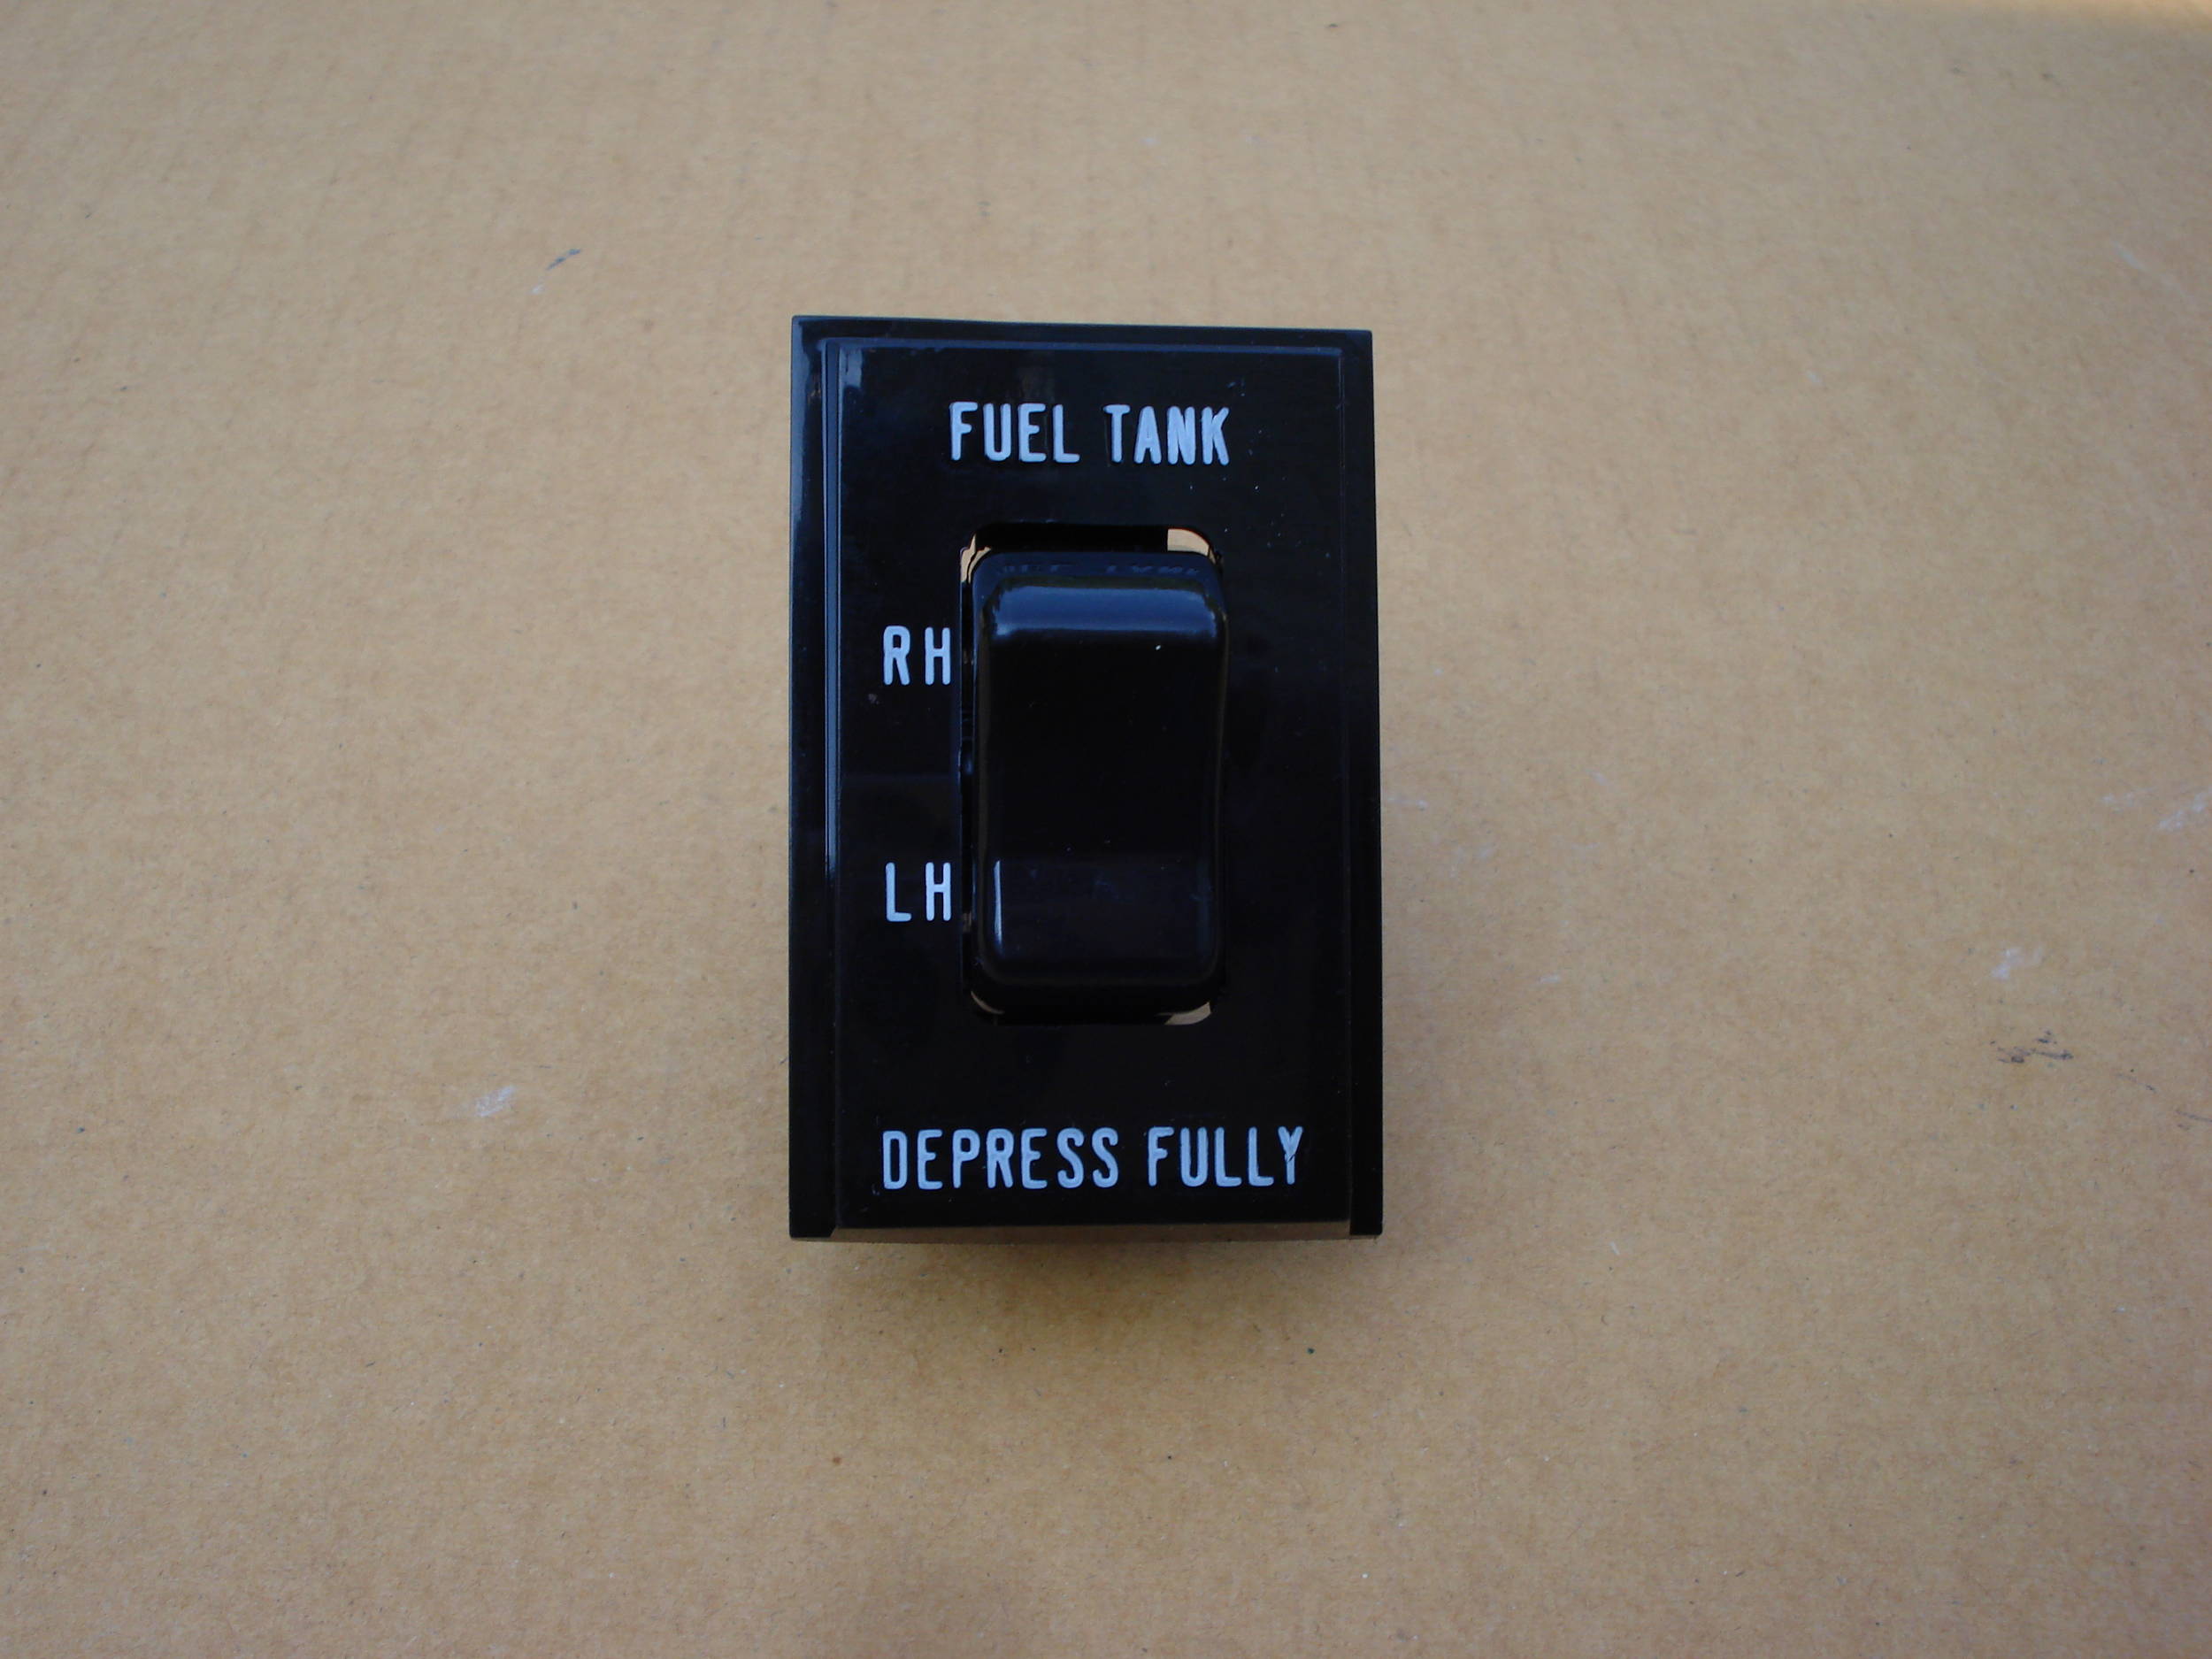 FUEL TANK
RH
LH
DEPRESS FULLY